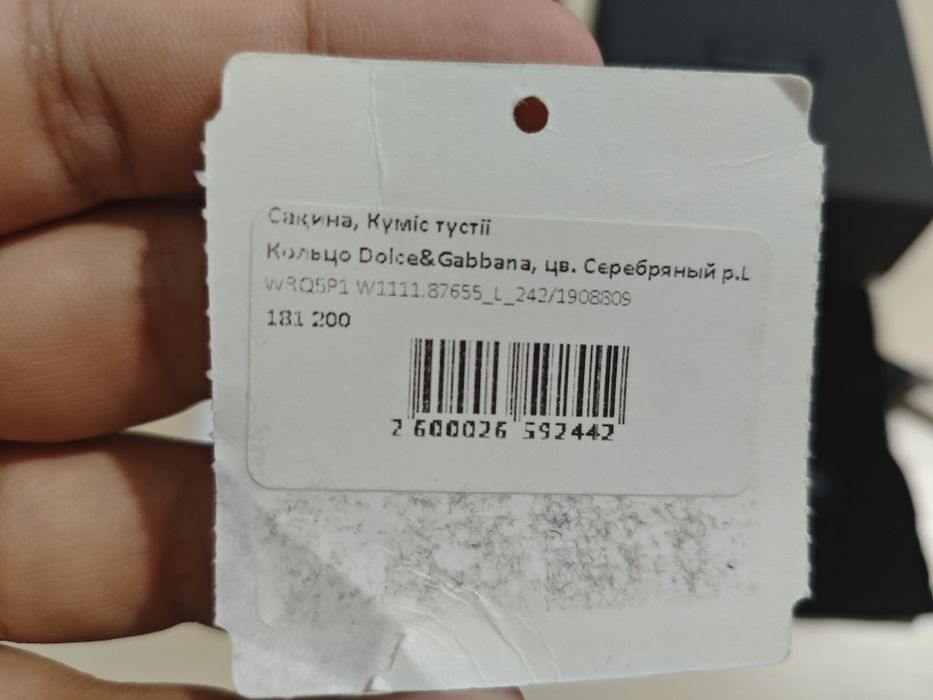 Сақина, Күміс түстіі
Кольцо Dolce&Gabbana, цв. Серебряный р.L
WRQ5P1 W1111.87655_L_242/1908809
181 200
2 600026 592442